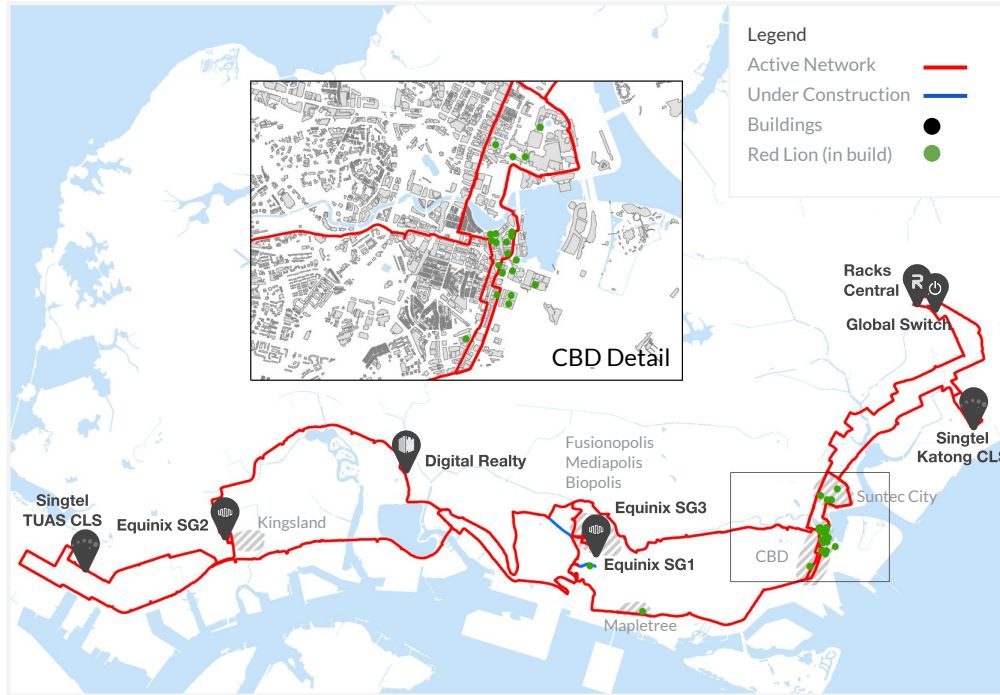 Legend
Active Network
Under Construction
Buildings
Red Lion (in build)
CBD Detail
Racks
Central
R
Global Switch
Singtel
Katong CLS
Fusionopolis
Mediapolis
Biopolis
Digital Realty
Equinix SG3
Suntec City
Singtel
TUAS CLS
Equinix SG2
Kingsland
CBD
Equinix SG1
Mapletree